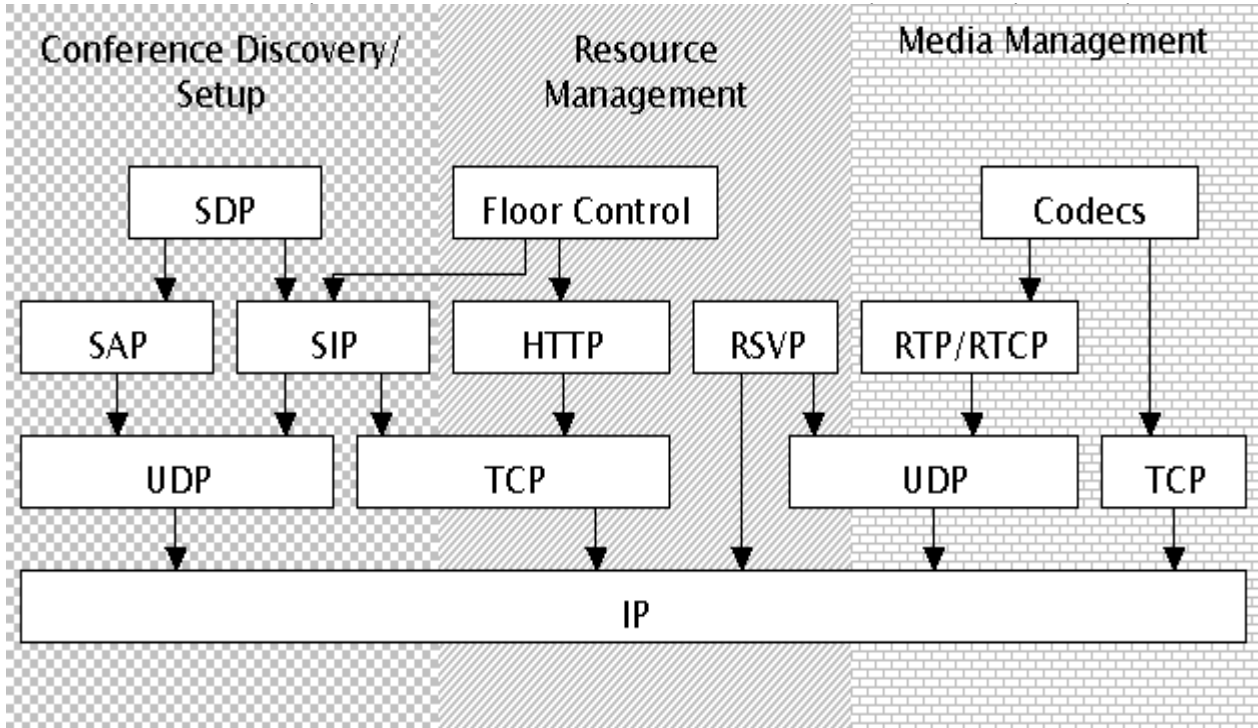 Conference Discovery/
Setup
Resource
Management
Media Management
SDP
Floor Control
Codecs
SAP
SIP
HTTP
RSVP
RTP/RTCP
UDP
TCP
UDP
TCP
IP